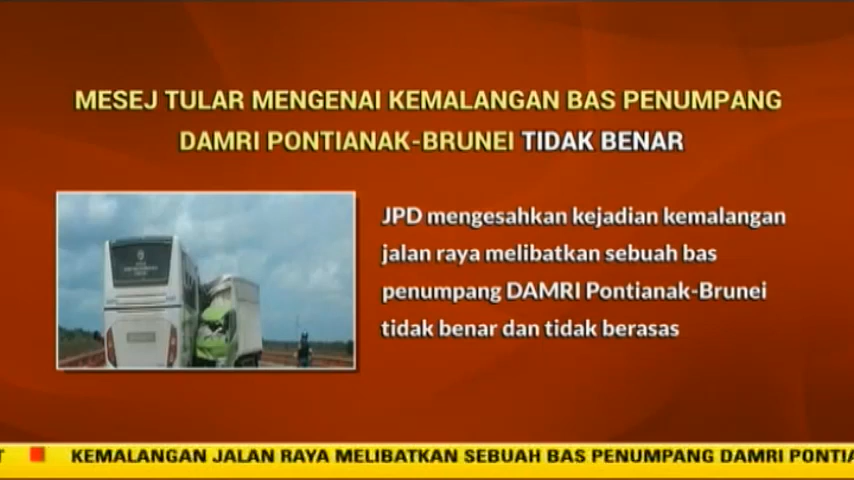 MESEJ TULAR MENGENAI KEMALANGAN BAS PENUMPANG
DAMRI PONTIANAK-BRUNEI TIDAK BENAR
JPD mengesahkan kejadian kemalangan
jalan raya melibatkan sebuah bas
penumpang DAMRI Pontianak-Brunei
tidak benar dan tidak berasas
KEMALANGAN JALAN RAYA MELIBATKAN SEBUAH BAS PENUMPANG DAMRI